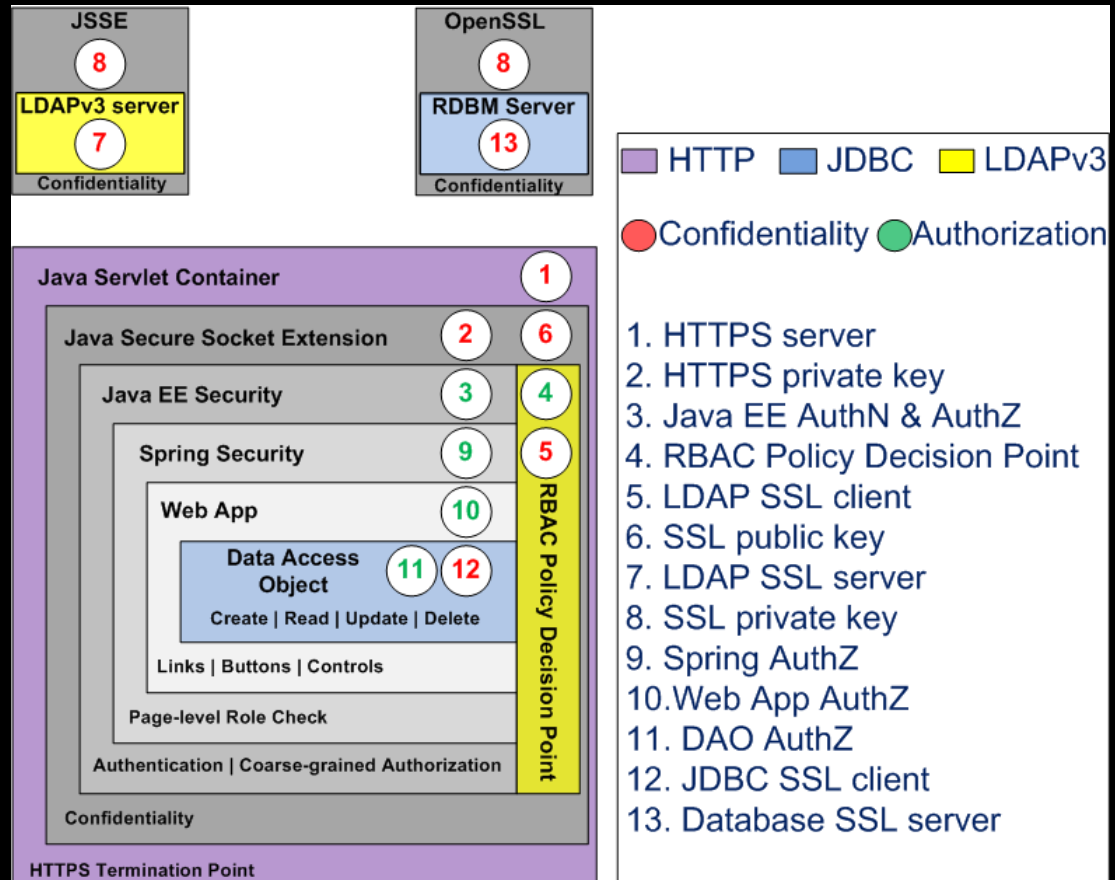 JSSE
8
LDAPv3 server
7
Confidentiality
OpenSSL
8
RDBM Server
13
Confidentiality
Java Servlet Container
1
Java Secure Socket Extension
2
6
Java EE Security
3
4
Spring Security
9
5
Web App
10
Data Access
Object
11
12
Create | Read | Update | Delete
Links | Buttons | Controls
Page-level Role Check
Authentication | Coarse-grained Authorization
RBAC Policy Decision Point
Confidentiality
HTTPS Termination Point
HTTP
JDBC
LDAPv3
Confidentiality
Authorization
1. HTTPS server
2. HTTPS private key
3. Java EE AuthN & AuthZ
4. RBAC Policy Decision Point
5. LDAP SSL client
6. SSL public key
7. LDAP SSL server
8. SSL private key
9. Spring AuthZ
10.Web App AuthZ
11. DAO AuthZ
12. JDBC SSL client
13. Database SSL server